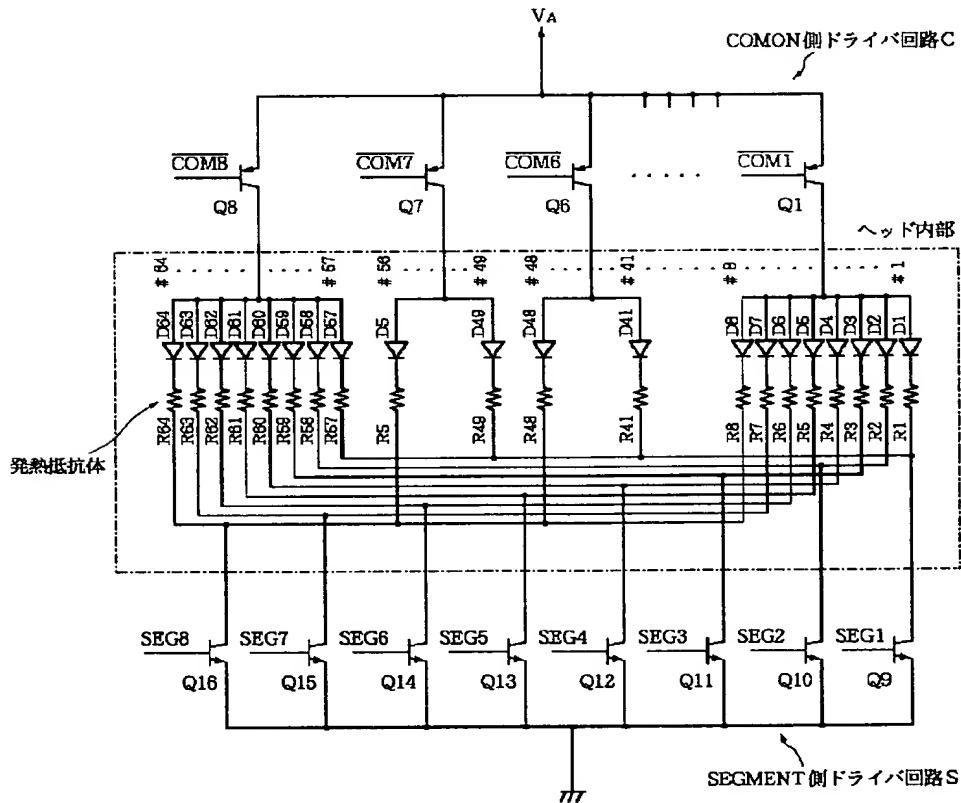 VA
COMON側ドライバ回路C
COM8
COM7
COM6
COM1
Q8
Q7
Q6
Q1
ヘッド内部
#64
#57
#56
#49
#48
#41
#8
#1
D64
D63
D62
D61
D60
D59
D58
D57
D5
D49
D48
D41
D8
D7
D6
D5
D4
D3
D2
D1
R64
R63
R62
R61
R60
R59
R58
R57
R5
R49
R48
R41
R8
R7
R6
R5
R4
R3
R2
R1
発熱抵抗体
SEG8
SEG7
SEG6
SEG5
SEG4
SEG3
SEG2
SEG1
Q16
Q15
Q14
Q13
Q12
Q11
Q10
Q9
SEGMENT側ドライバ回路S